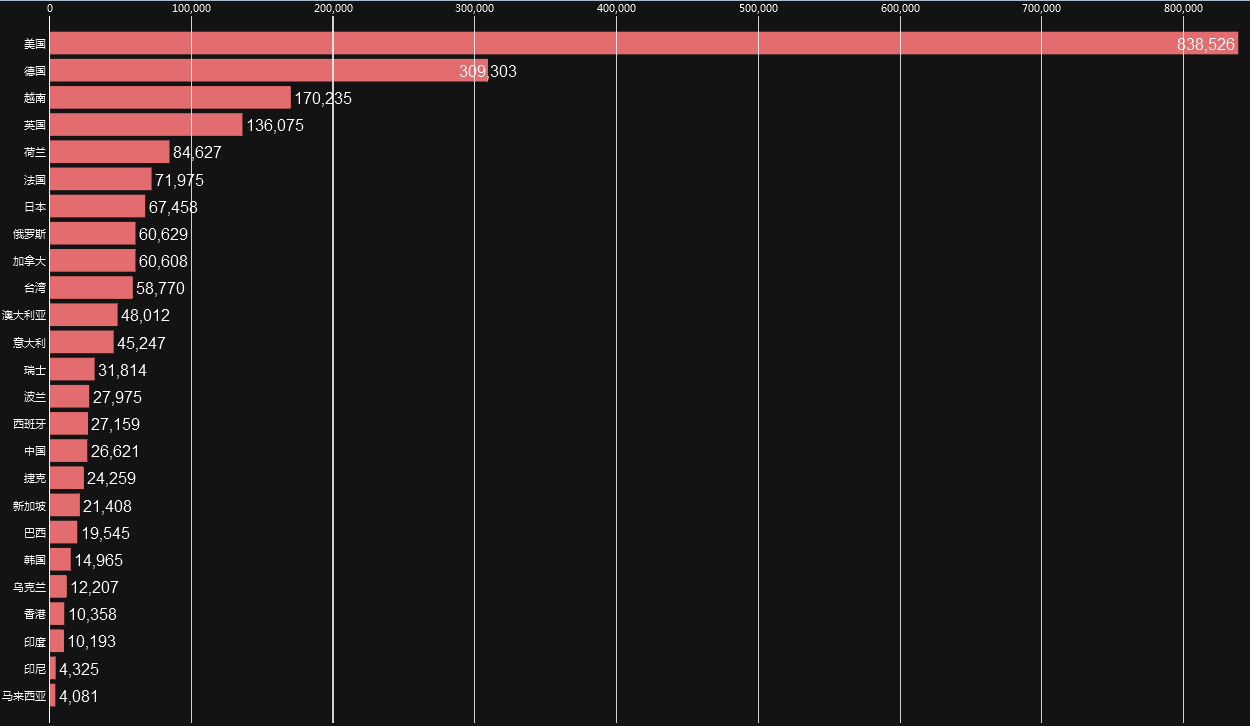 0 100,000 200,000 300,000 400,000 500,000 600,000 700,000 800,000
美国 838,526
德国 309,303
越南 170,235
英国 136,075
荷兰 84,627
法国 71,975
日本 67,458
俄罗斯 60,629
加拿大 60,608
台湾 58,770
澳大利亚 48,012
意大利 45,247
瑞士 31,814
波兰 27,975
西班牙 27,159
中国 26,621
捷克 24,259
新加坡 21,408
巴西 19,545
韩国 14,965
乌克兰 12,207
香港 10,358
印度 10,193
印尼 4,325
马来西亚 4,081